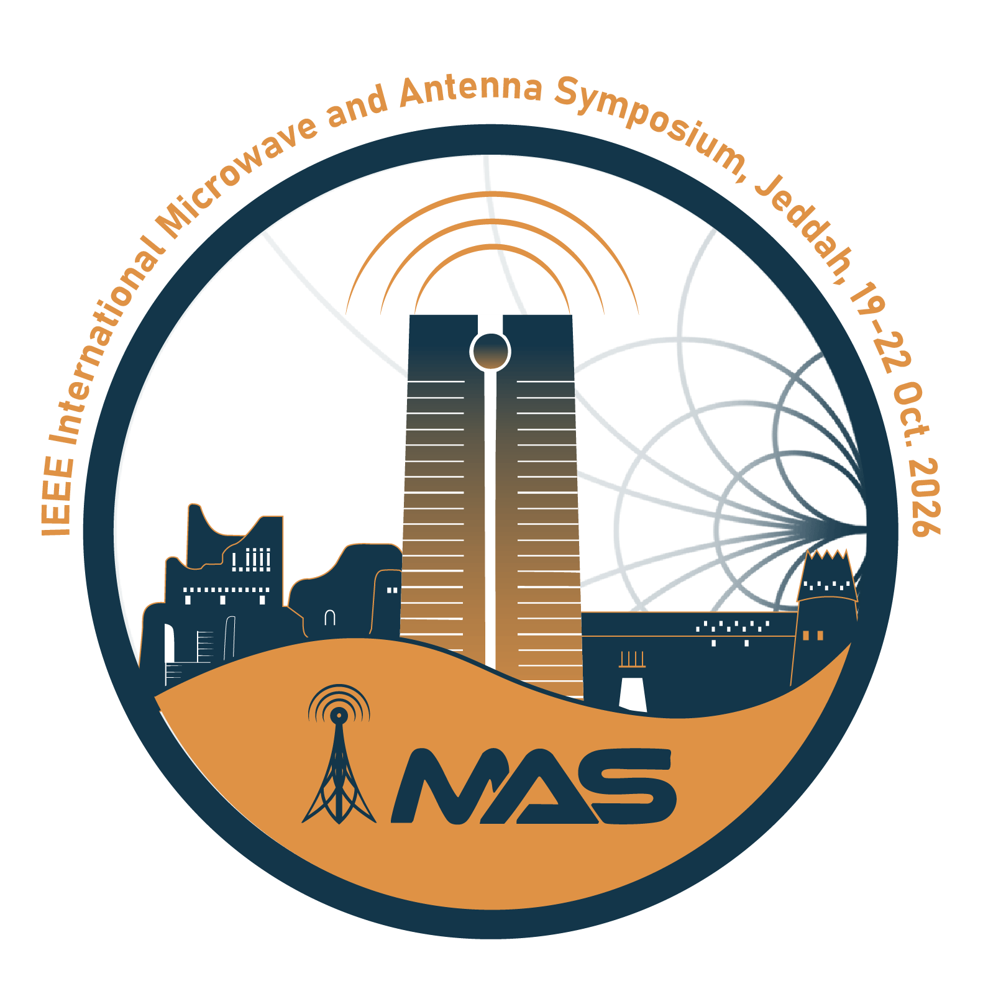 IEEE International Microwave and Antenna Symposium, Jeddah, 19-22 Oct. 2026
MAS